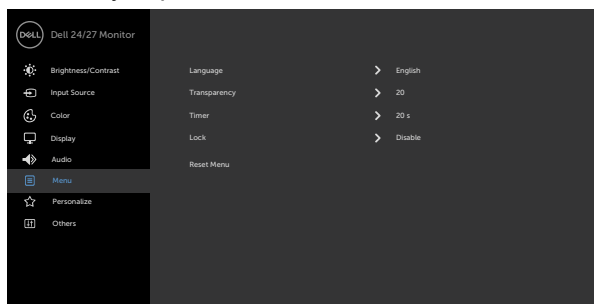 DELL Dell 24/27 Monitor
Brightness/Contrast
Language English
Input Source
Transparency 20
Color
Timer 20 s
Display
Lock Disable
Audio
Reset Menu
Menu
Personalize
Others